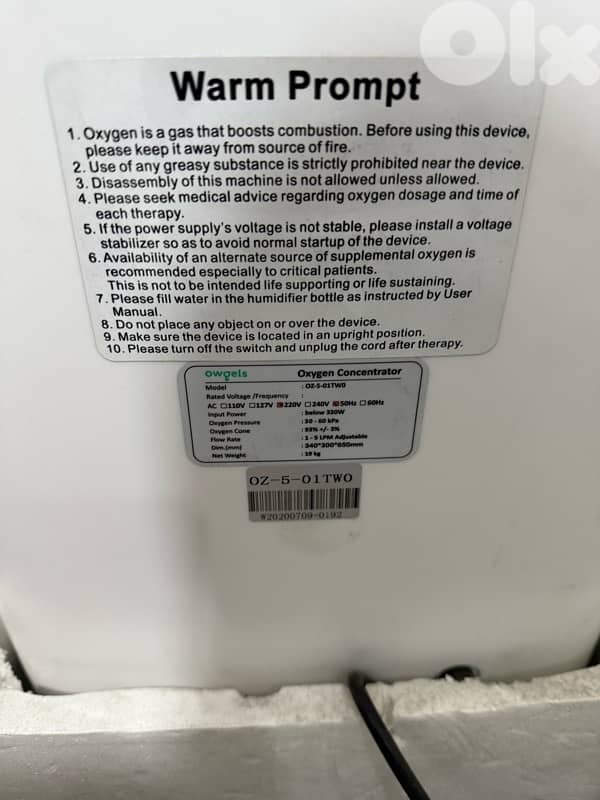 Olx
Warm Prompt
1. Oxygen is a gas that boosts combustion. Before using this device,
please keep it away from source of fire.
2. Use of any greasy substance is strictly prohibited near the device.
3. Disassembly of this machine is not allowed unless allowed.
4. Please seek medical advice regarding oxygen dosage and time of
each therapy.
5. If the power supply's voltage is not stable, please install a voltage
stabilizer so as to avoid normal startup of the device.
6. Availability of an alternate source of supplemental oxygen is
recommended especially to critical patients.
This is not to be intended life supporting or life sustaining.
7. Please fill water in the humidifier bottle as instructed by User
Manual.
8. Do not place any object on or over the device.
9. Make sure the device is located in an upright position.
10. Please turn off the switch and unplug the cord after therapy.
owgels Oxygen Concentrator
Model : OZ-5-01TW0
Rated Voltage /Frequency :
AC ☐110V ☐127V ☒220V ☐240V ☒50Hz ☐60Hz
Input Power : below 330W
Oxygen Pressure : 30 - 60 kPa
Oxygen Conc : 93% +/- 3%
Flow Rate : 1 - 5 LPM Adjustable
Dim.(mm) : 340*300*650mm
Net Weight : 19 kg
OZ-5-01TW0
W20200709-0192